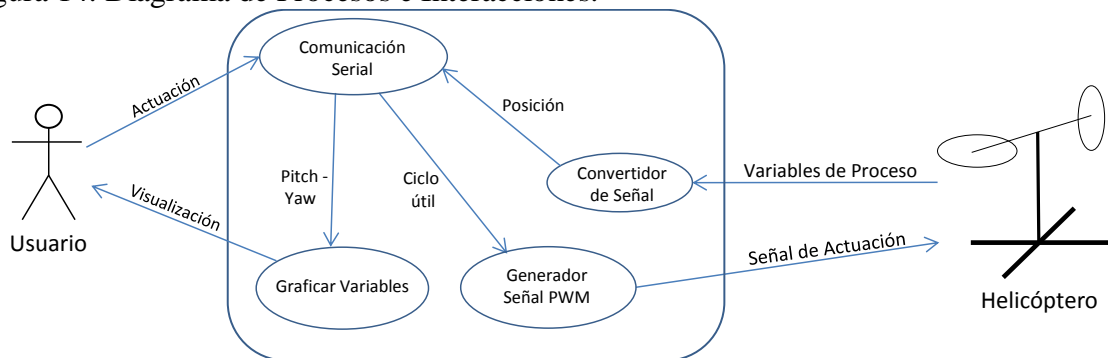 gura 14. Diagrama de Procesos e Interacciones.
Comunicación
Serial
Actuación
Posición
Pitch -
Yaw
Ciclo
útil
Convertidor
de Señal
Variables de Proceso
Visualización
Usuario
Graficar Variables
Generador
Señal PWM
Señal de Actuación
Helicóptero